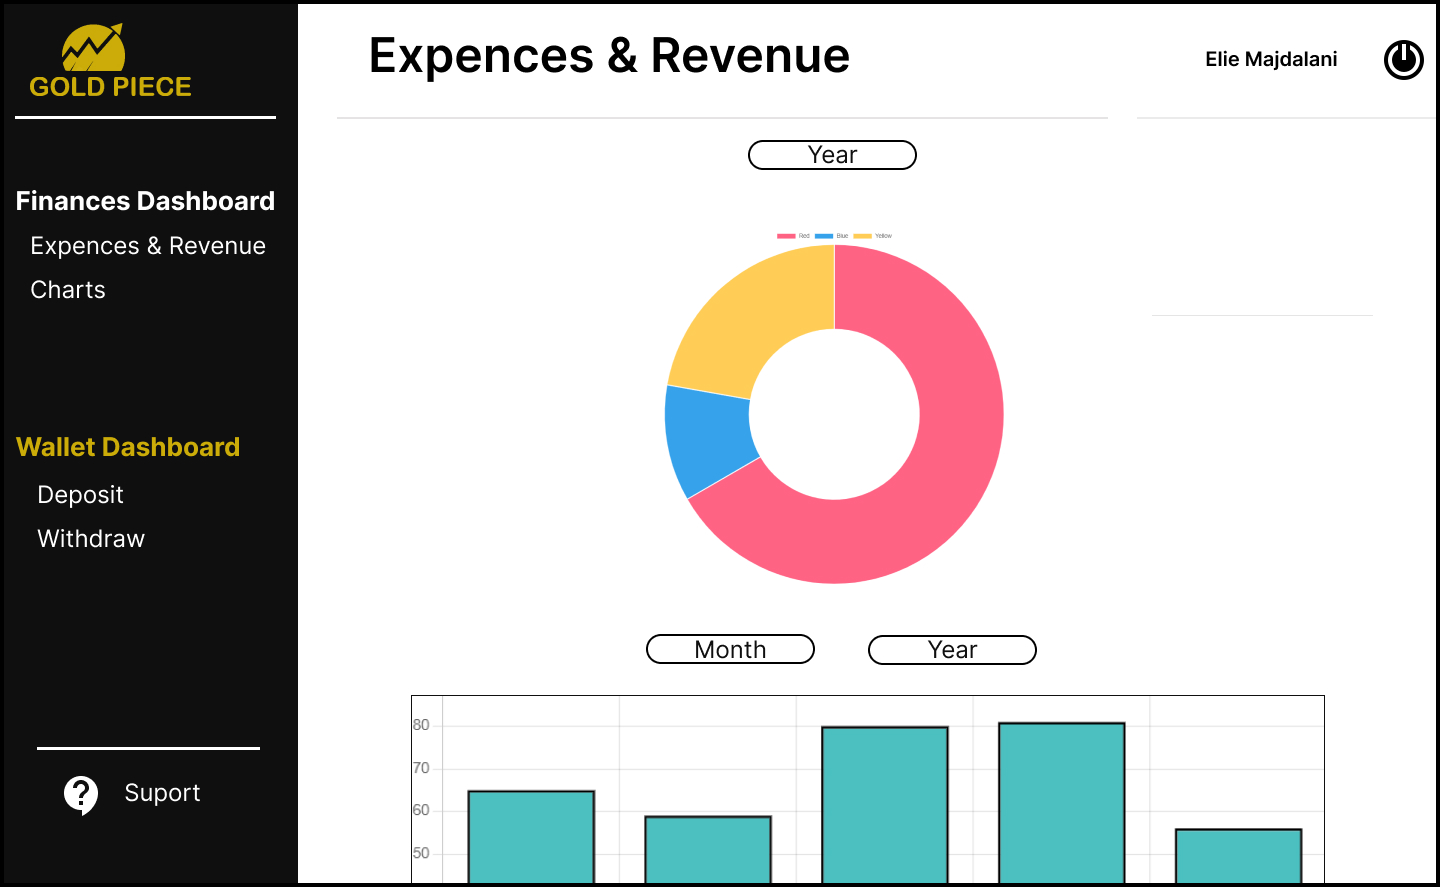 GOLD PIECE
Expences & Revenue
Elie Majdalani
Finances Dashboard
Expences & Revenue
Charts
Wallet Dashboard
Deposit
Withdraw
Suport
Year
Red Blue Yellow
Month
Year
80
70
60
50